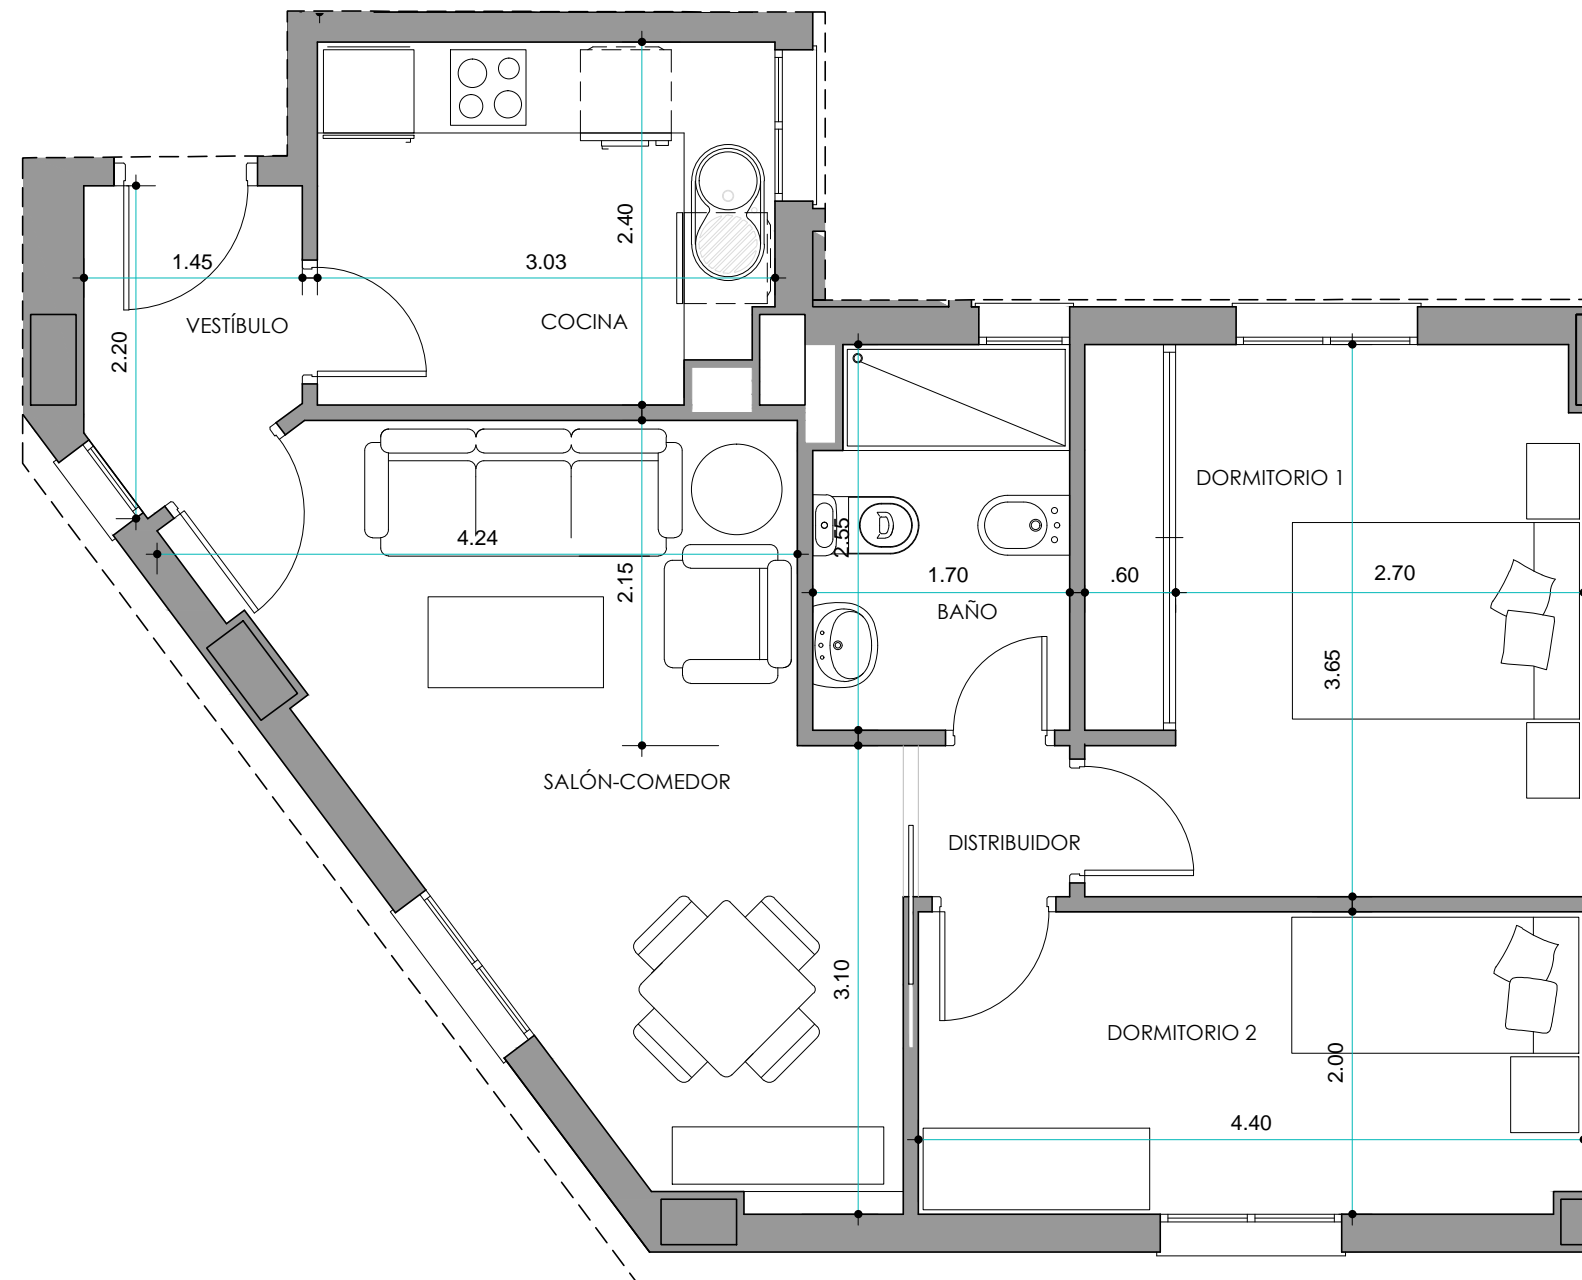 2.40
1.45
3.03
VESTÍBULO
COCINA
2.20
DORMITORIO 1
4.24
2.55
2.15
1.70
.60
2.70
BAÑO
3.65
SALÓN-COMEDOR
DISTRIBUIDOR
3.10
DORMITORIO 2
2.00
4.40